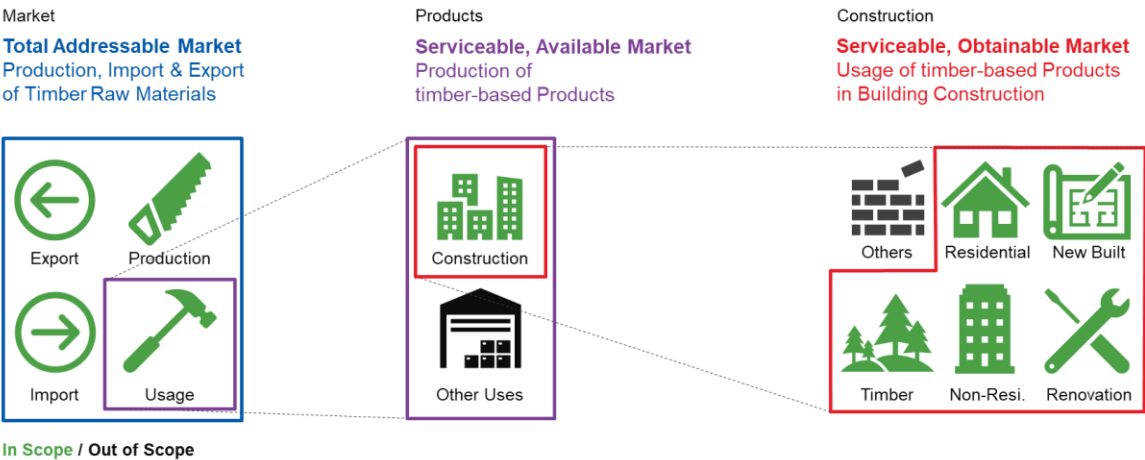 Market
Total Addressable Market
Production, Import & Export
of Timber Raw Materials
Products
Serviceable, Available Market
Production of
timber-based Products
Construction
Serviceable, Obtainable Market
Usage of timber-based Products
in Building Construction
Export
Production
Import
Usage
Construction
Other Uses
Others
Residential
New Built
Timber
Non-Resi.
Renovation
In Scope / Out of Scope